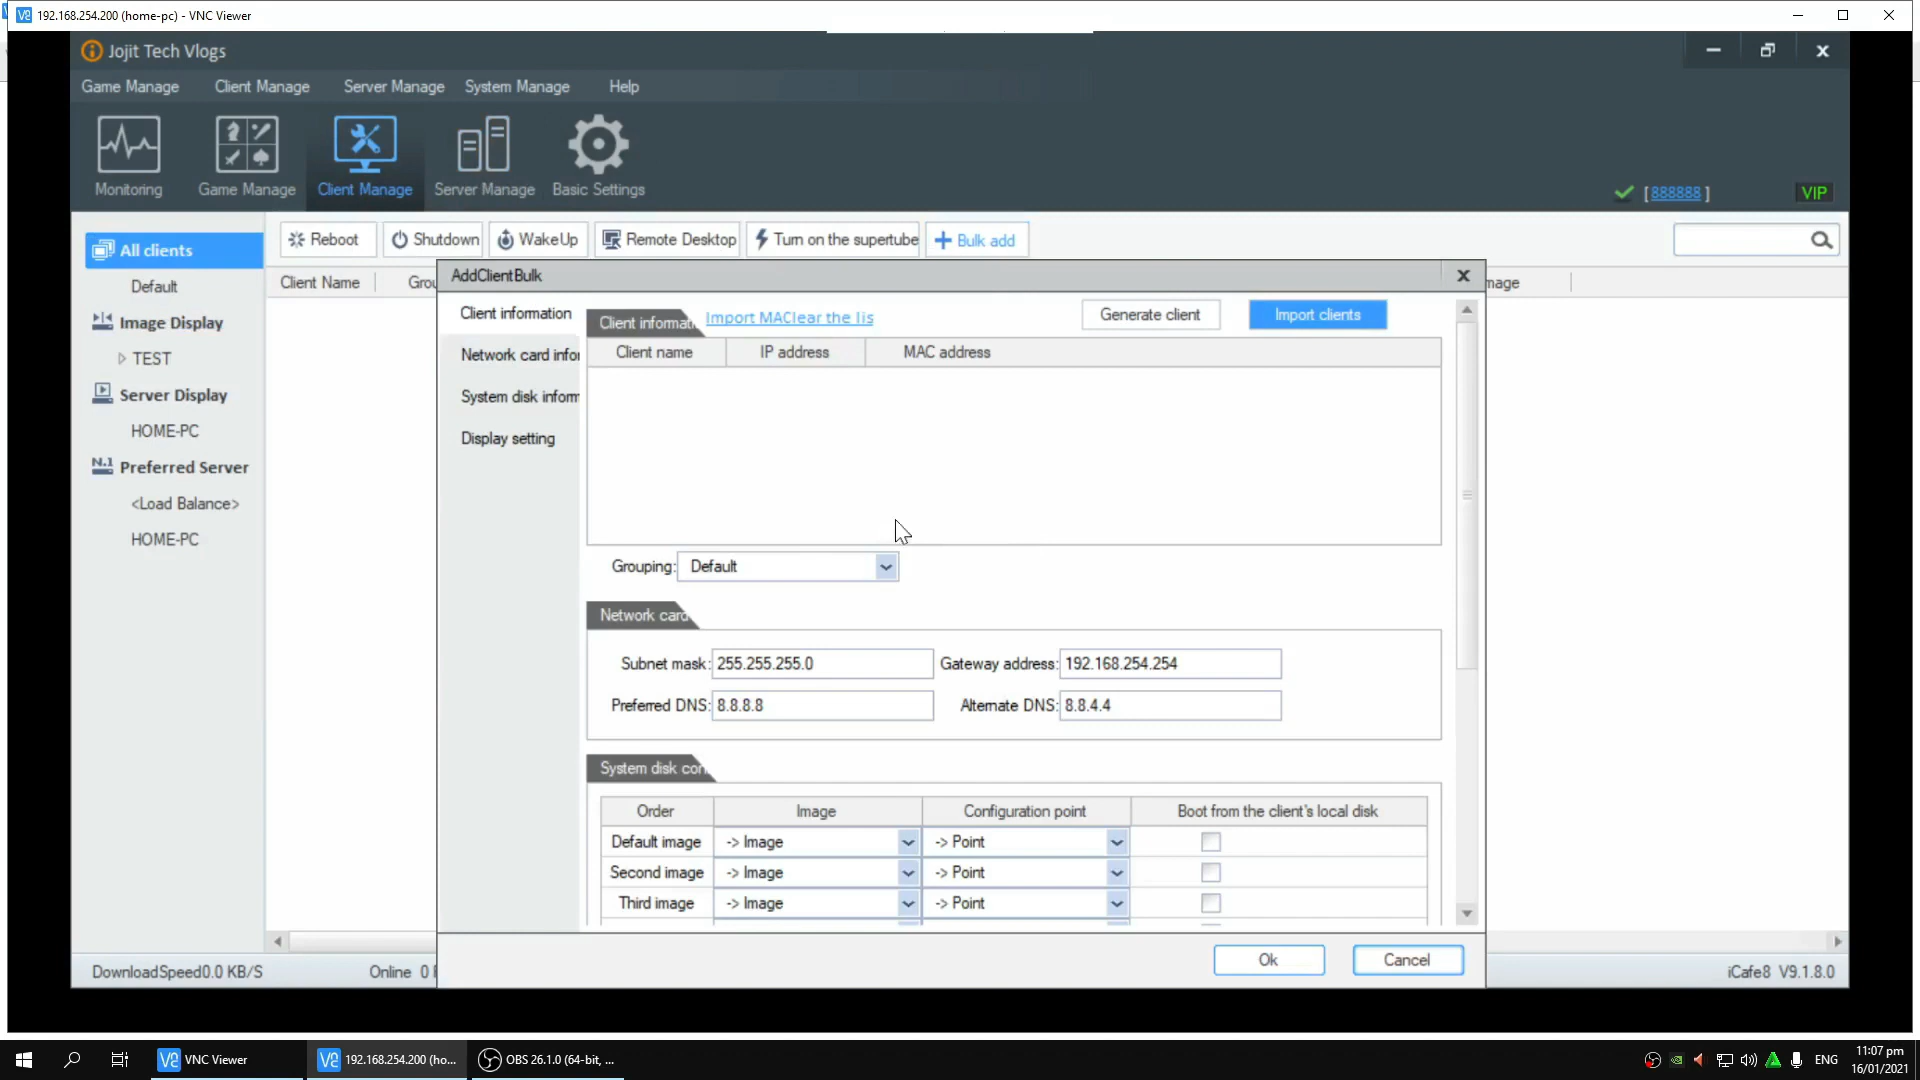 192.168.254.200 (home-pc) - VNC Viewer
Jojit Tech Vlogs
Game Manage Client Manage Server Manage System Manage Help
Monitoring Game Manage Client Manage Server Manage Basic Settings
[ 888888 ] VIP
All clients
Default
Image Display
TEST
Server Display
HOME-PC
N.1 Preferred Server
<Load Balance>
HOME-PC
Reboot Shutdown WakeUp Remote Desktop Turn on the supertube Bulk add
Client Name Grou mage
AddClientBulk
Client information
Network card infor
System disk inform
Display setting
Client informat Import MAClear the lis Generate client Import clients
Client name IP address MAC address
Grouping: Default
Network card
Subnet mask: 255.255.255.0 Gateway address: 192.168.254.254
Preferred DNS: 8.8.8.8 Alternate DNS: 8.8.4.4
System disk con
Order Image Configuration point Boot from the client's local disk
Default image -> Image -> Point
Second image -> Image -> Point
Third image -> Image -> Point
Ok Cancel
DownloadSpeed0.0 KB/S Online 0 iCafe8 V9.1.8.0
VNC Viewer 192.168.254.200 (ho... OBS 26.1.0 (64-bit, ... ENG 11:07 pm
16/01/2021